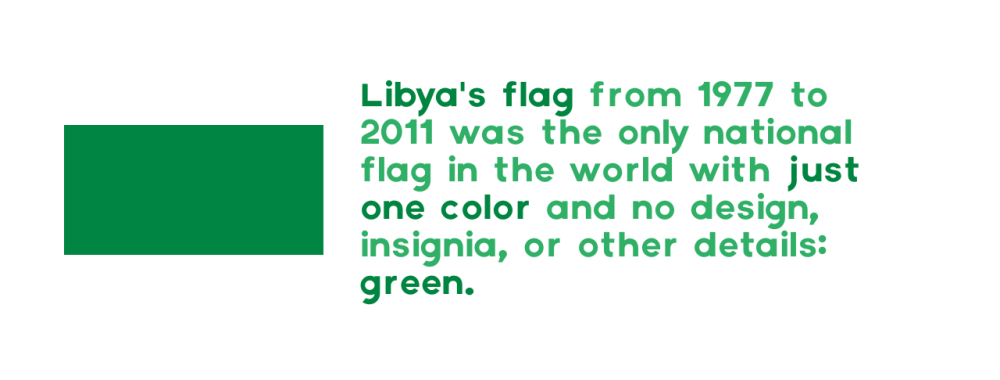 Libya's flag from 1977 to
2011 was the only national
flag in the world with just
one color and no design,
insignia, or other details:
green.